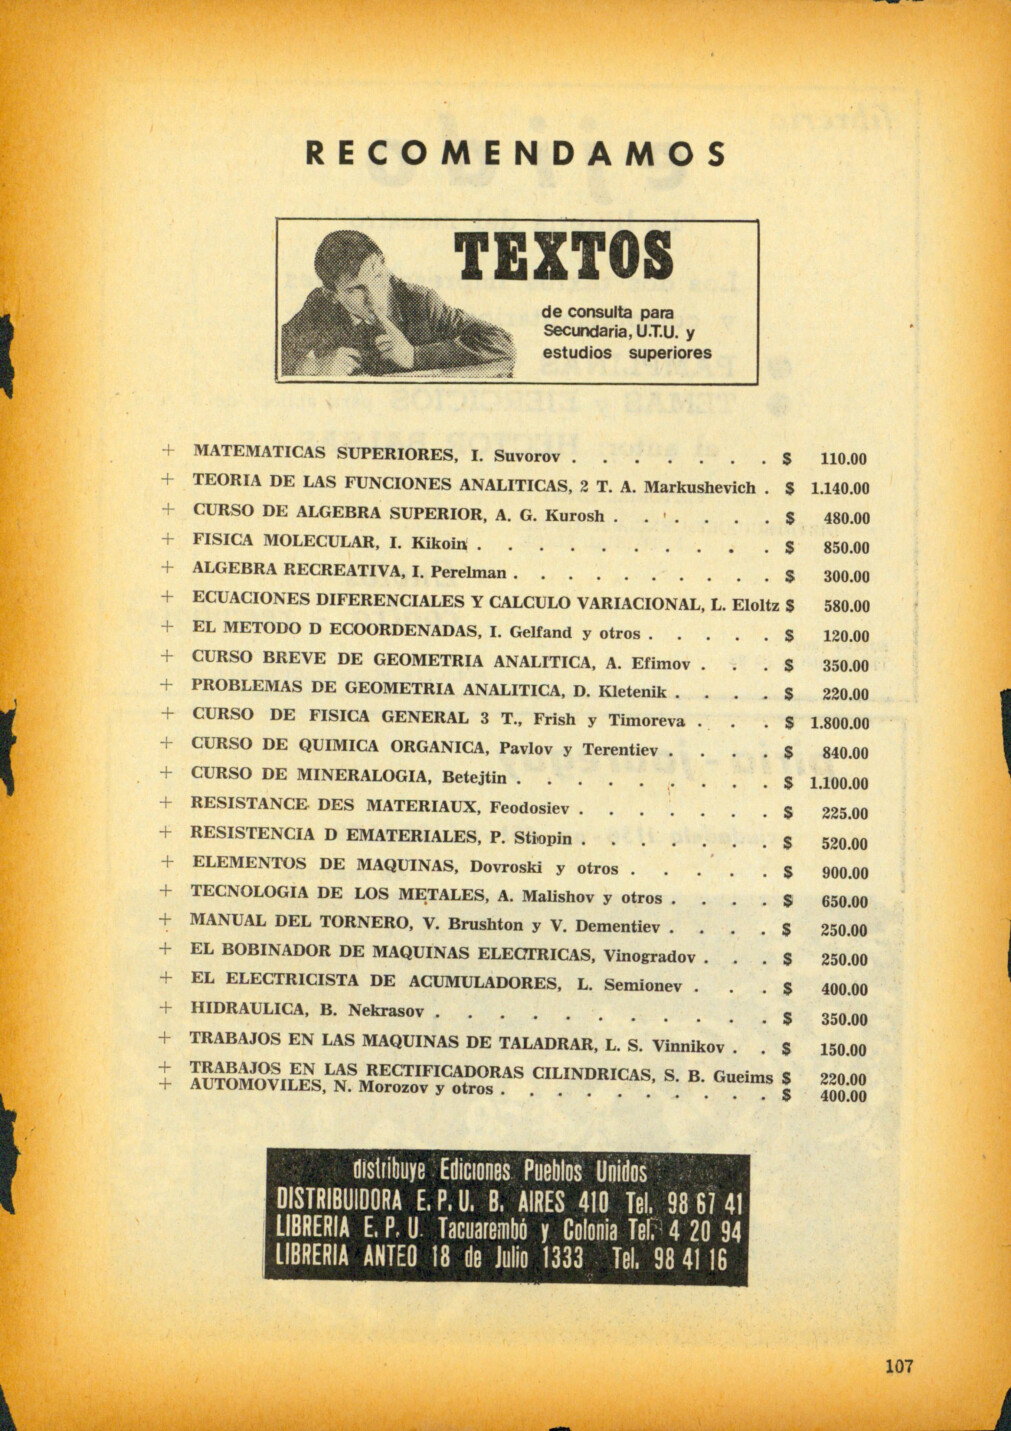 RECOMENDAMOS
TEXTOS
de consulta para
Secundaria, U.T.U. y
estudios superiores
+ MATEMATICAS SUPERIORES, I. Suvorov . . . . . . . $ 110.00
+ TEORIA DE LAS FUNCIONES ANALITICAS, 2 T. A. Markushevich . $ 1.140.00
+ CURSO DE ALGEBRA SUPERIOR, A. G. Kurosh . . . . . . $ 480.00
+ FISICA MOLECULAR, I. Kikoin . . . . . . . . . . $ 850.00
+ ALGEBRA RECREATIVA, I. Perelman . . . . . . . . . $ 300.00
+ ECUACIONES DIFERENCIALES Y CALCULO VARIACIONAL, L. Eloltz $ 580.00
+ EL METODO D ECOORDENADAS, I. Gelfand y otros . . . . . $ 120.00
+ CURSO BREVE DE GEOMETRIA ANALITICA, A. Efimov . . . $ 350.00
+ PROBLEMAS DE GEOMETRIA ANALITICA, D. Kletenik . . . . $ 220.00
+ CURSO DE FISICA GENERAL 3 T., Frish y Timoreva . . . $ 1.800.00
+ CURSO DE QUIMICA ORGANICA, Pavlov y Terentiev . . . . $ 840.00
+ CURSO DE MINERALOGIA, Betejtin . . . . . . . . . $ 1.100.00
+ RESISTANCE DES MATERIAUX, Feodosiev . . . . . . . $ 225.00
+ RESISTENCIA D EMATERIALES, P. Stiopin . . . . . . . $ 520.00
+ ELEMENTOS DE MAQUINAS, Dovroski y otros . . . . . $ 900.00
+ TECNOLOGIA DE LOS METALES, A. Malishov y otros . . . . $ 650.00
+ MANUAL DEL TORNERO, V. Brushton y V. Dementiev . . . . $ 250.00
+ EL BOBINADOR DE MAQUINAS ELECTRICAS, Vinogradov . . . $ 250.00
+ EL ELECTRICISTA DE ACUMULADORES, L. Semionev . . . $ 400.00
+ HIDRAULICA, B. Nekrasov . . . . . . . . . . . $ 350.00
+ TRABAJOS EN LAS MAQUINAS DE TALADRAR, L. S. Vinnikov . . $ 150.00
+ TRABAJOS EN LAS RECTIFICADORAS CILINDRICAS, S. B. Gueims $ 220.00
+ AUTOMOVILES, N. Morozov y otros . . . . . . . . . . $ 400.00
distribuye Ediciones Pueblos Unidos
DISTRIBUIDORA E. P. U. B. AIRES 410 Tel. 98 67 41
LIBRERIA E. P. U. Tacuarembó y Colonia Tel. 4 20 94
LIBRERIA ANTEO 18 de Julio 1333 Tel. 98 41 16
107